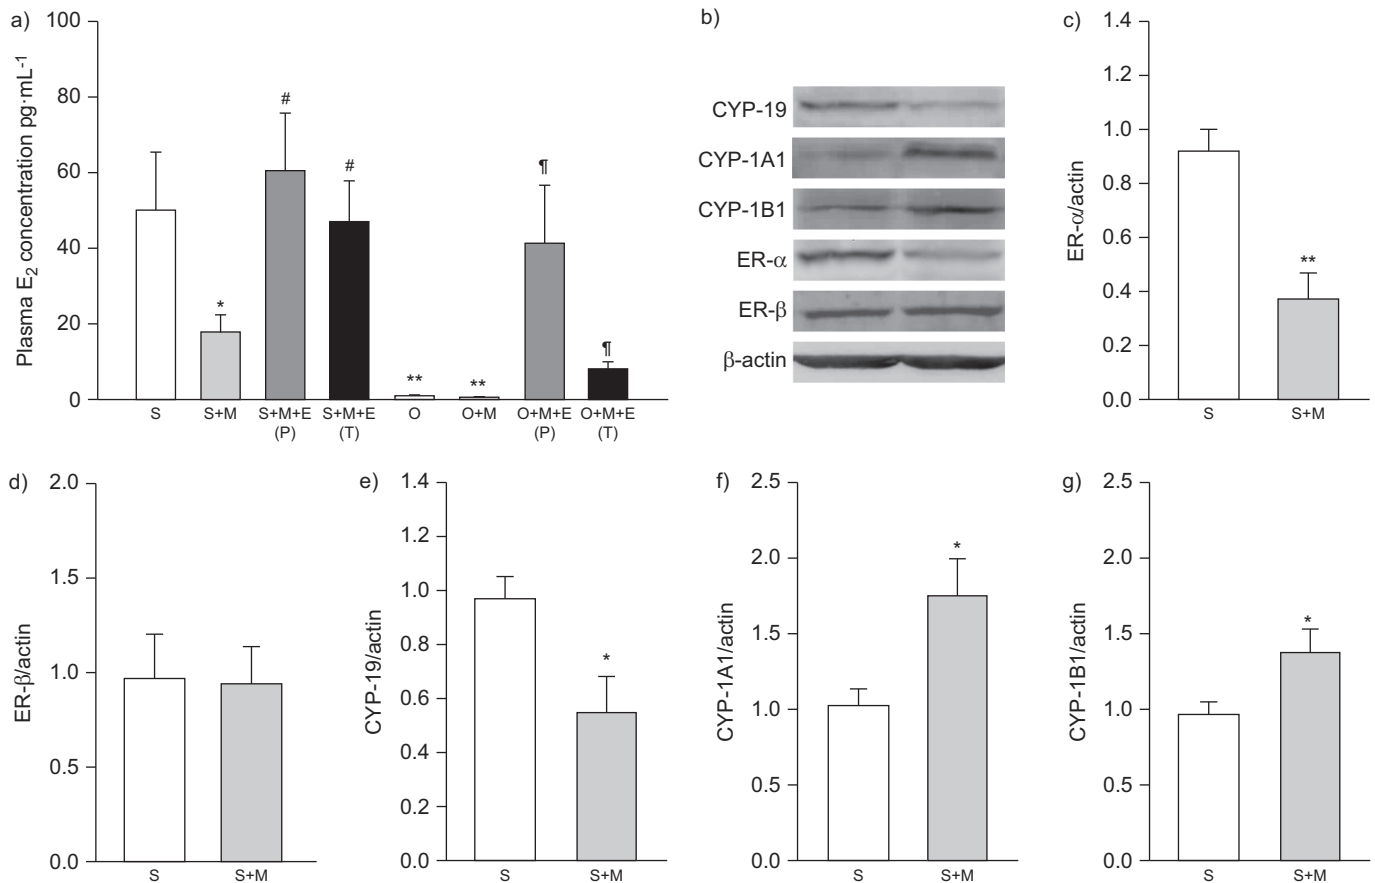 a)
Plasma E2 concentration pg·mL-1
100
80
60
40
20
0
*
#
#
**
**
¶
¶
S
S+M
S+M+E
(P)
S+M+E
(T)
O
O+M
O+M+E
(P)
O+M+E
(T)
b)
CYP-19
CYP-1A1
CYP-1B1
ER-α
ER-β
β-actin
c)
ER-α/actin
1.4
1.2
1.0
0.8
0.6
0.4
0.2
0.0
**
S
S+M
d)
ER-β/actin
2.0
1.5
1.0
0.5
0.0
S
S+M
e)
CYP-19/actin
1.4
1.2
1.0
0.8
0.6
0.4
0.2
0.0
*
S
S+M
f)
CYP-1A1/actin
2.5
2.0
1.5
1.0
0.5
0.0
*
S
S+M
g)
CYP-1B1/actin
2.5
2.0
1.5
1.0
0.5
0.0
*
S
S+M